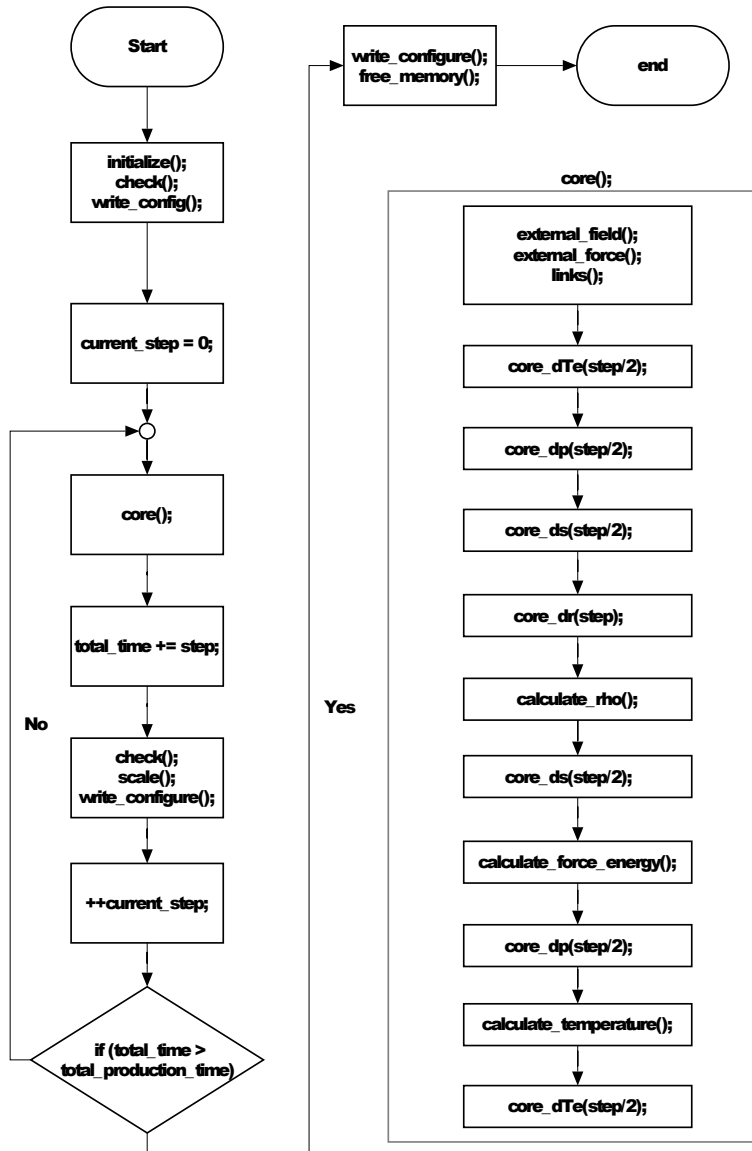 Start
initialize();
check();
write_config();
current_step = 0;
core();
total_time += step;
No
check();
scale();
write_configure();
++current_step;
if (total_time >
total_production_time)
Yes
write_configure();
free_memory();
end
core();
external_field();
external_force();
links();
core_dTe(step/2);
core_dp(step/2);
core_ds(step/2);
core_dr(step);
calculate_rho();
core_ds(step/2);
calculate_force_energy();
core_dp(step/2);
calculate_temperature();
core_dTe(step/2);